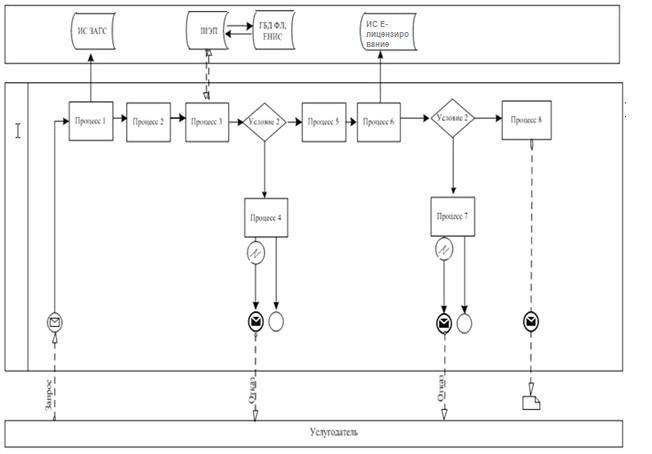 ИС ЗАГС
ШЭП
ГБД ФЛ,
ЕНИС
ИС Е-
лицензиро
вание
Процесс 1
Процесс 2
Процесс 3
Условие 2
Процесс 5
Процесс 6
Условие 2
Процесс 8
Процесс 4
Процесс 7
Запрос
Отказ
Отказ
Услугодатель